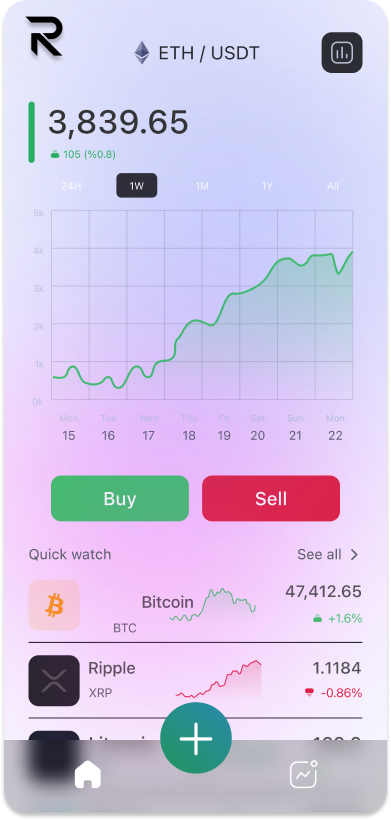 R
ETH / USDT
3,839.65
105 (%0.8)
24H 1W 1M 1Y All
5k
4k
3k
2k
1k
0k
Mon Tue Wed Thu Fri Sat Sun Mon
15 16 17 18 19 20 21 22
Buy Sell
Quick watch See all >
Bitcoin 47,412.65
BTC +1.6%
Ripple 1.1184
XRP -0.86%